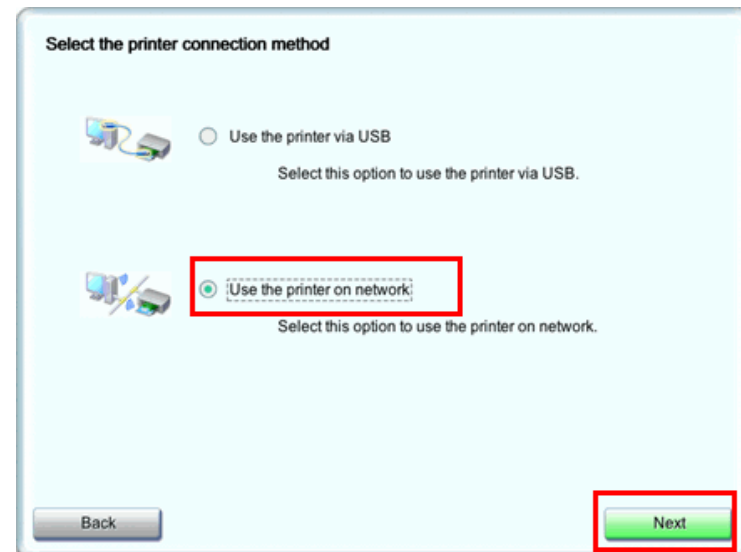 Select the printer connection method
Use the printer via USB
Select this option to use the printer via USB.
Use the printer on network
Select this option to use the printer on network.
Back
Next